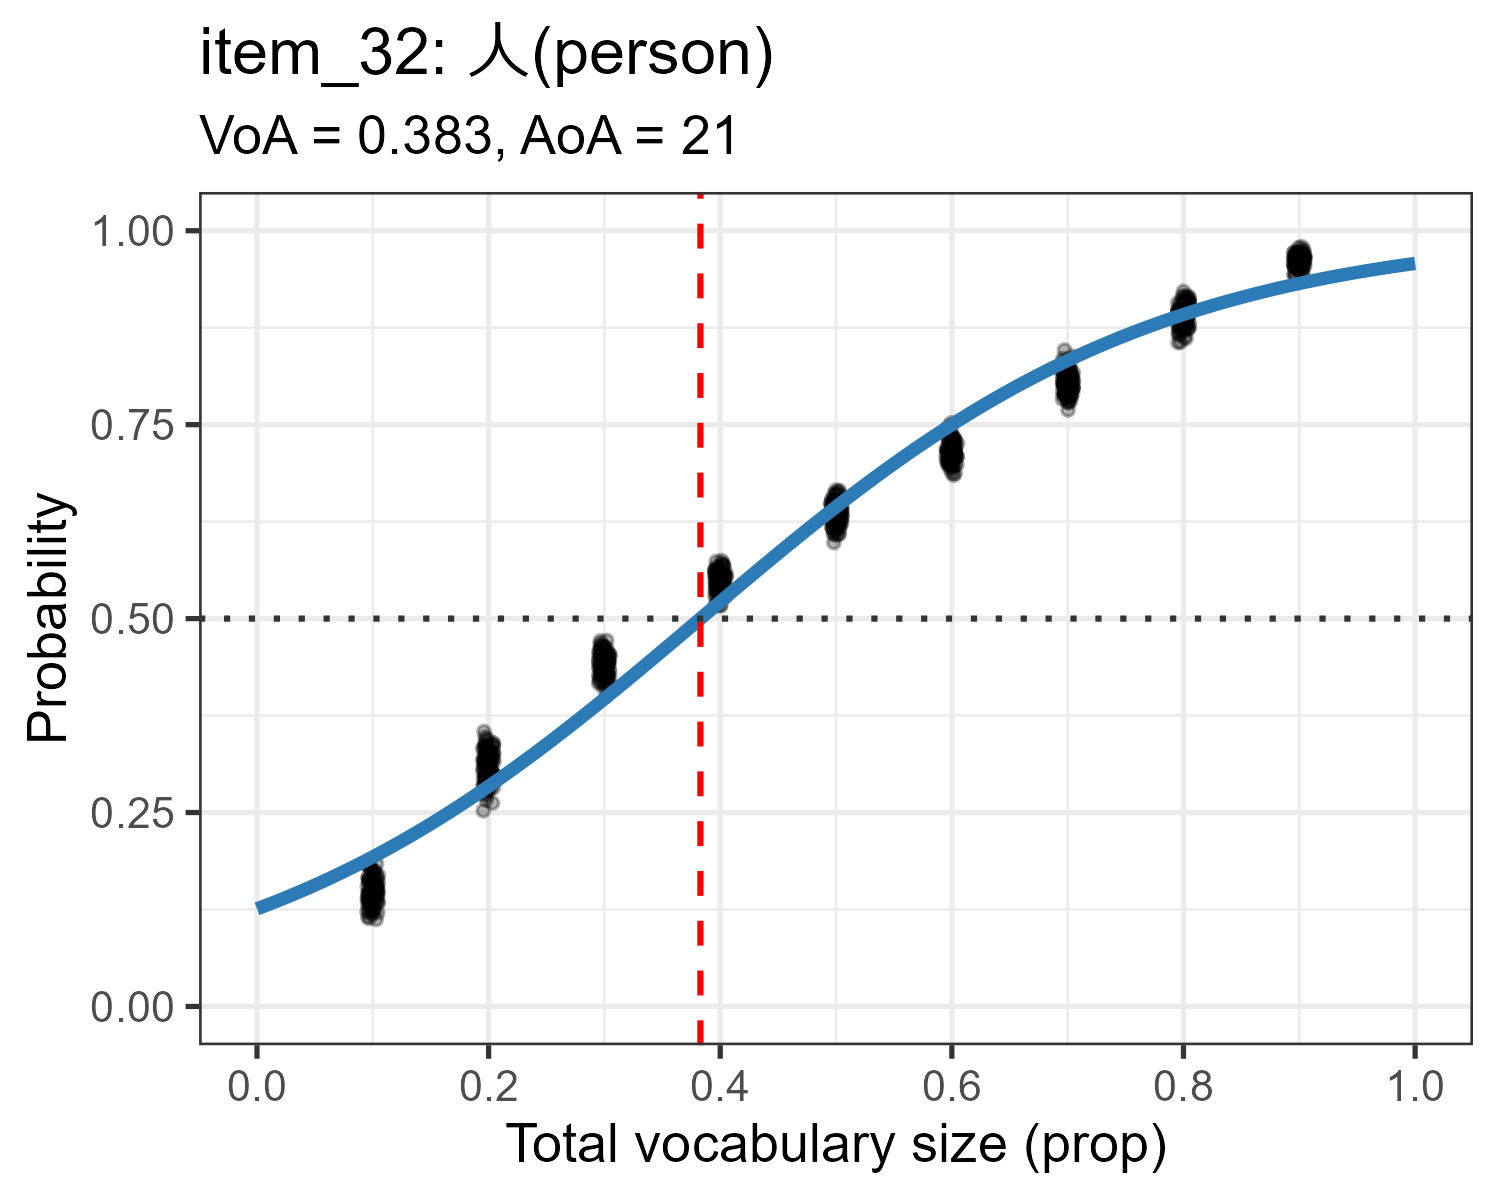 item_32: 人(person)
VoA = 0.383, AoA = 21
1.00
0.75
0.50
0.25
0.00
Probability
0.0 0.2 0.4 0.6 0.8 1.0
Total vocabulary size (prop)